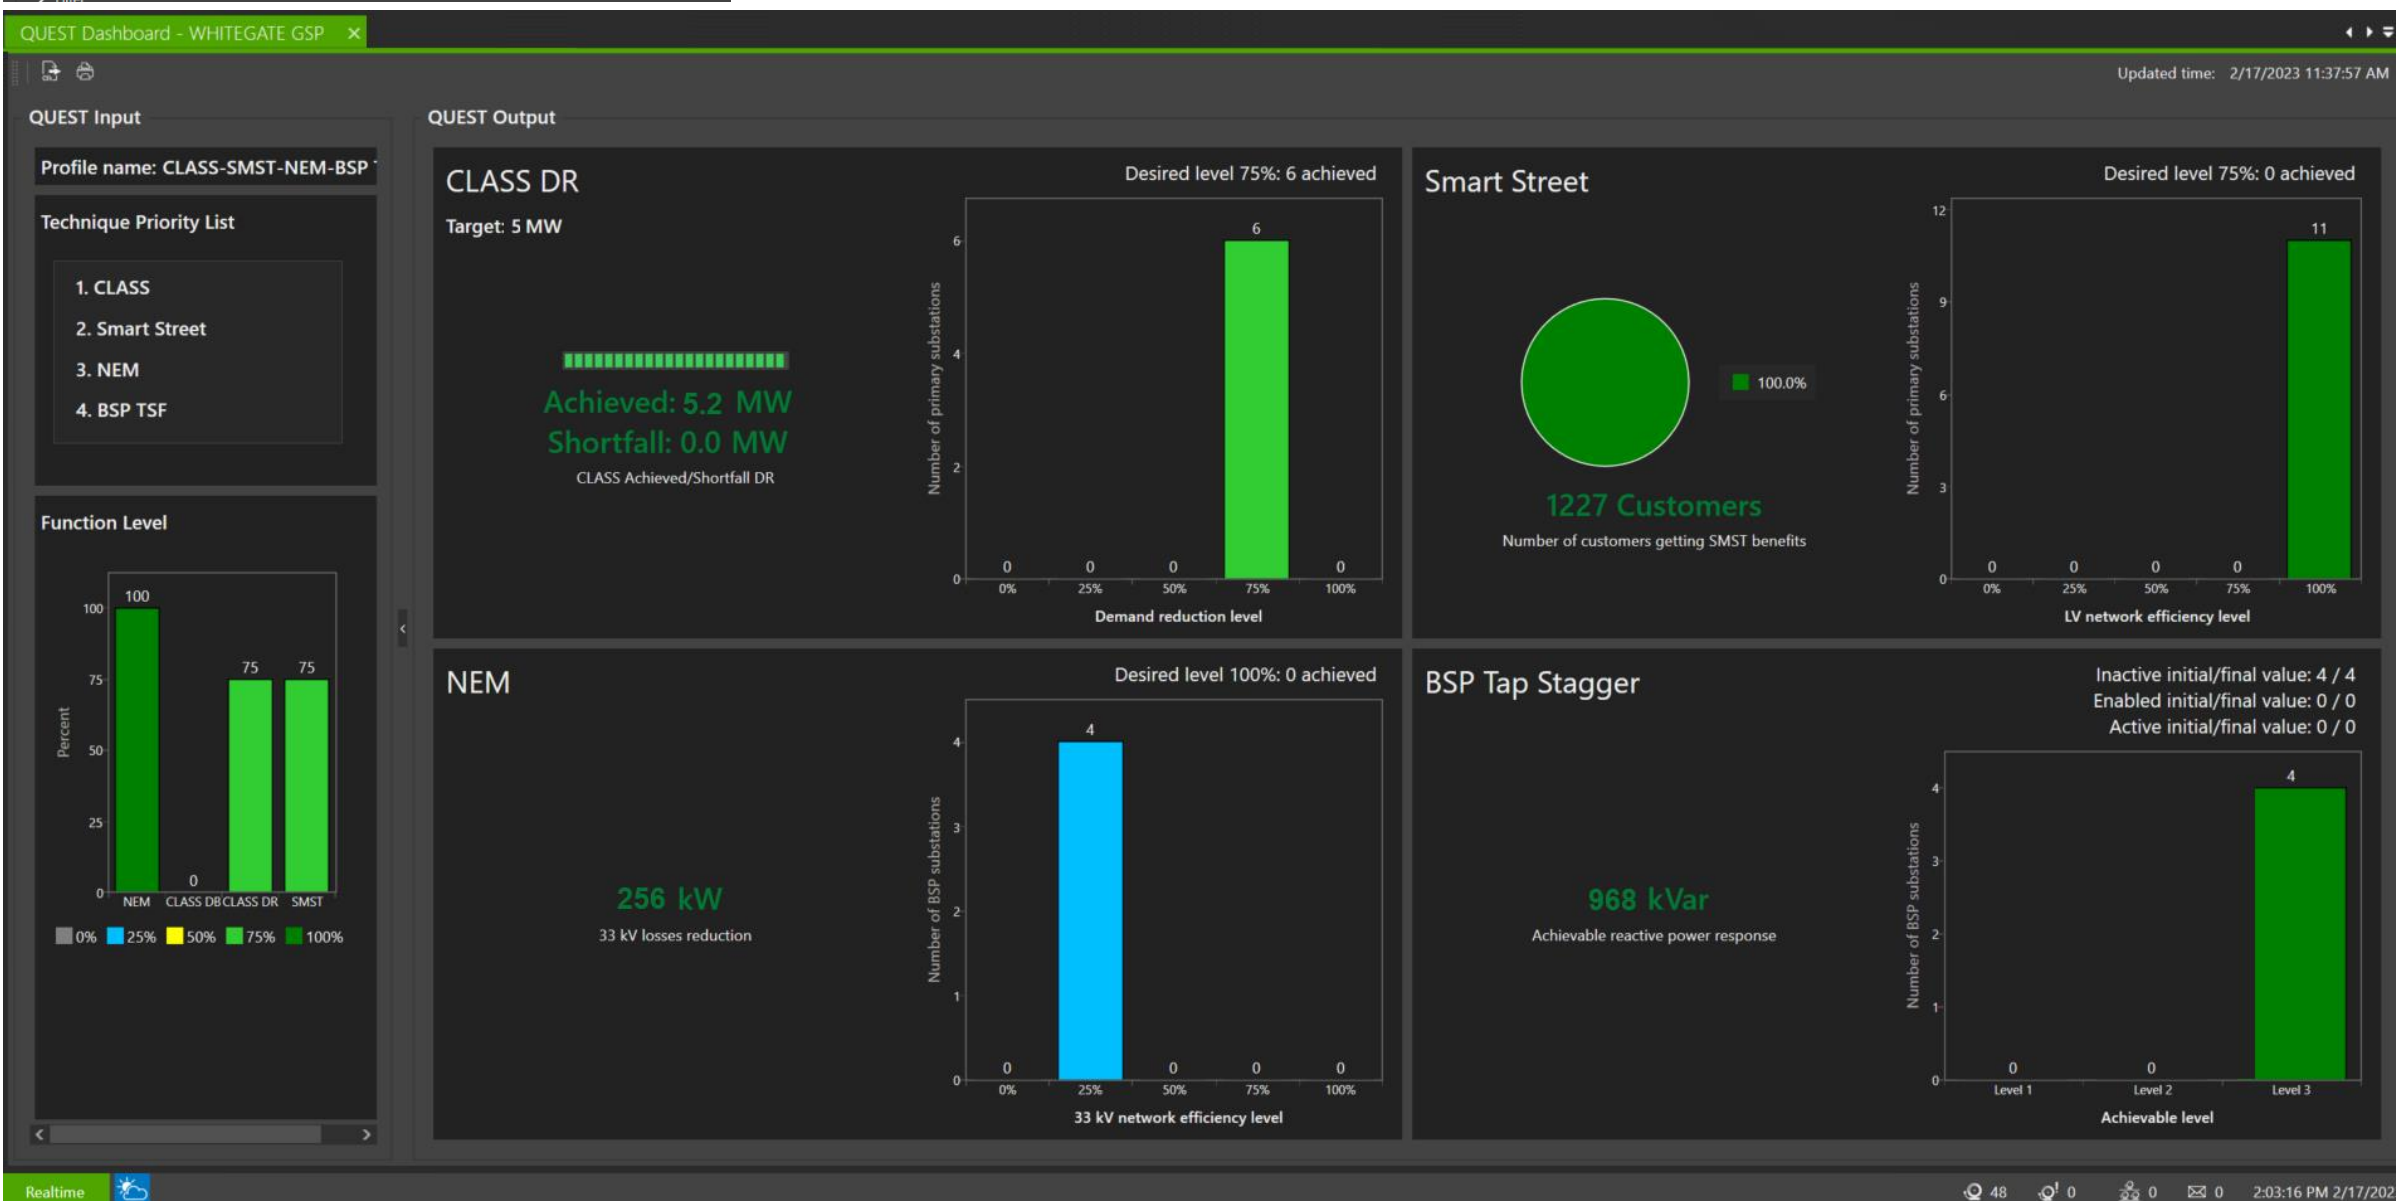 QUEST Dashboard - WHITEGATE GSP
Updated time: 2/17/2023 11:37:57 AM
QUEST Input
Profile name: CLASS-SMST-NEM-BSP
Technique Priority List
1. CLASS
2. Smart Street
3. NEM
4. BSP TSF
Function Level
Percent
100
75
50
25
0
100
0
75
75
NEM
CLASS DB
CLASS DR
SMST
0%
25%
50%
75%
100%
QUEST Output
CLASS DR
Target: 5 MW
Desired level 75%: 6 achieved
Achieved: 5.2 MW
Shortfall: 0.0 MW
CLASS Achieved/Shortfall DR
Number of primary substations
6
4
2
0
0
0
0
6
0
0%
25%
50%
75%
100%
Demand reduction level
Smart Street
Desired level 75%: 0 achieved
100.0%
1227 Customers
Number of customers getting SMST benefits
Number of primary substations
12
9
6
3
0
0
0
0
0
11
0%
25%
50%
75%
100%
LV network efficiency level
NEM
Desired level 100%: 0 achieved
256 kW
33 kV losses reduction
Number of BSP substations
4
3
2
1
0
0
4
0
0
0
0%
25%
50%
75%
100%
33 kV network efficiency level
BSP Tap Stagger
Inactive initial/final value: 4 / 4
Enabled initial/final value: 0 / 0
Active initial/final value: 0 / 0
968 kVar
Achievable reactive power response
Number of BSP substations
4
3
2
1
0
0
0
4
Level 1
Level 2
Level 3
Achievable level
Realtime
48
0
0
0
2:03:16 PM 2/17/202